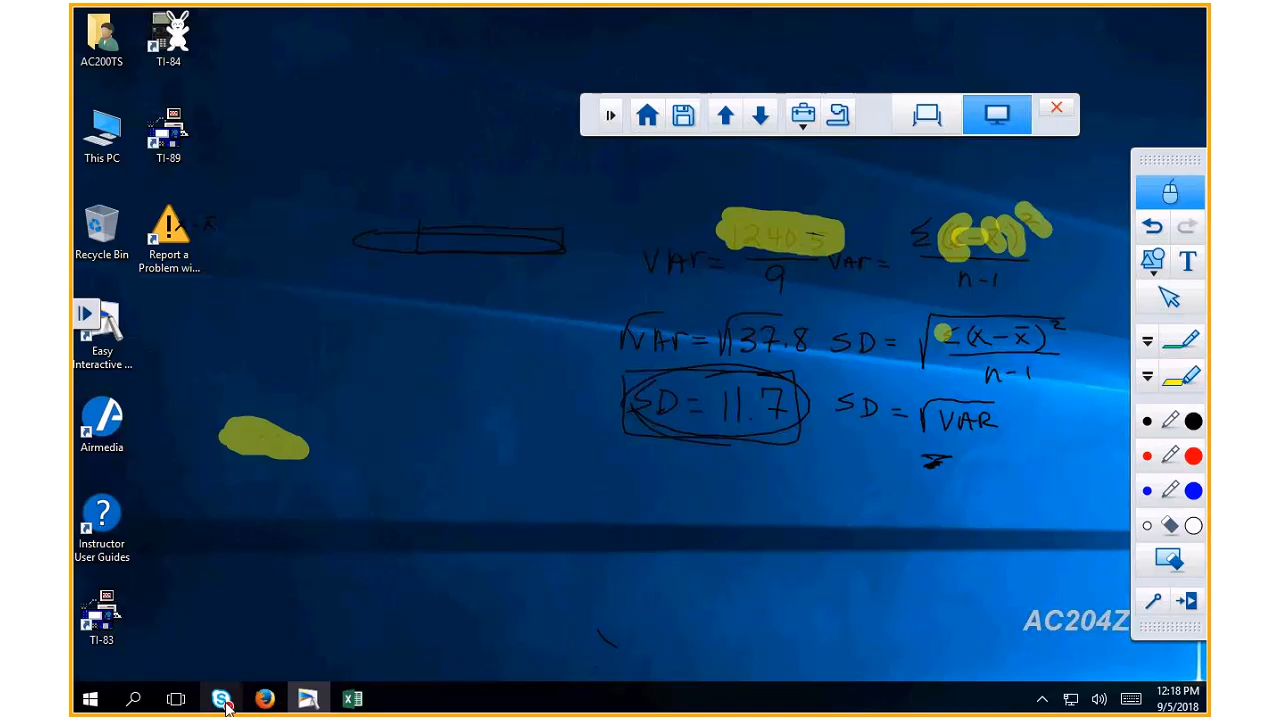 AC200TS
TI-84
This PC
TI-89
Recycle Bin
Report a
Problem wi...
Easy
Interactive ...
Airmedia
Instructor
User Guides
TI-83
VAR = 1240.5 / 9
VAR = Σ(x-x̄)² / n-1
√VAR = √137.8
SD = √Σ(x-x̄)² / n-1
SD = 11.7
SD = √VAR
T
AC204Z
12:18 PM
9/5/2018